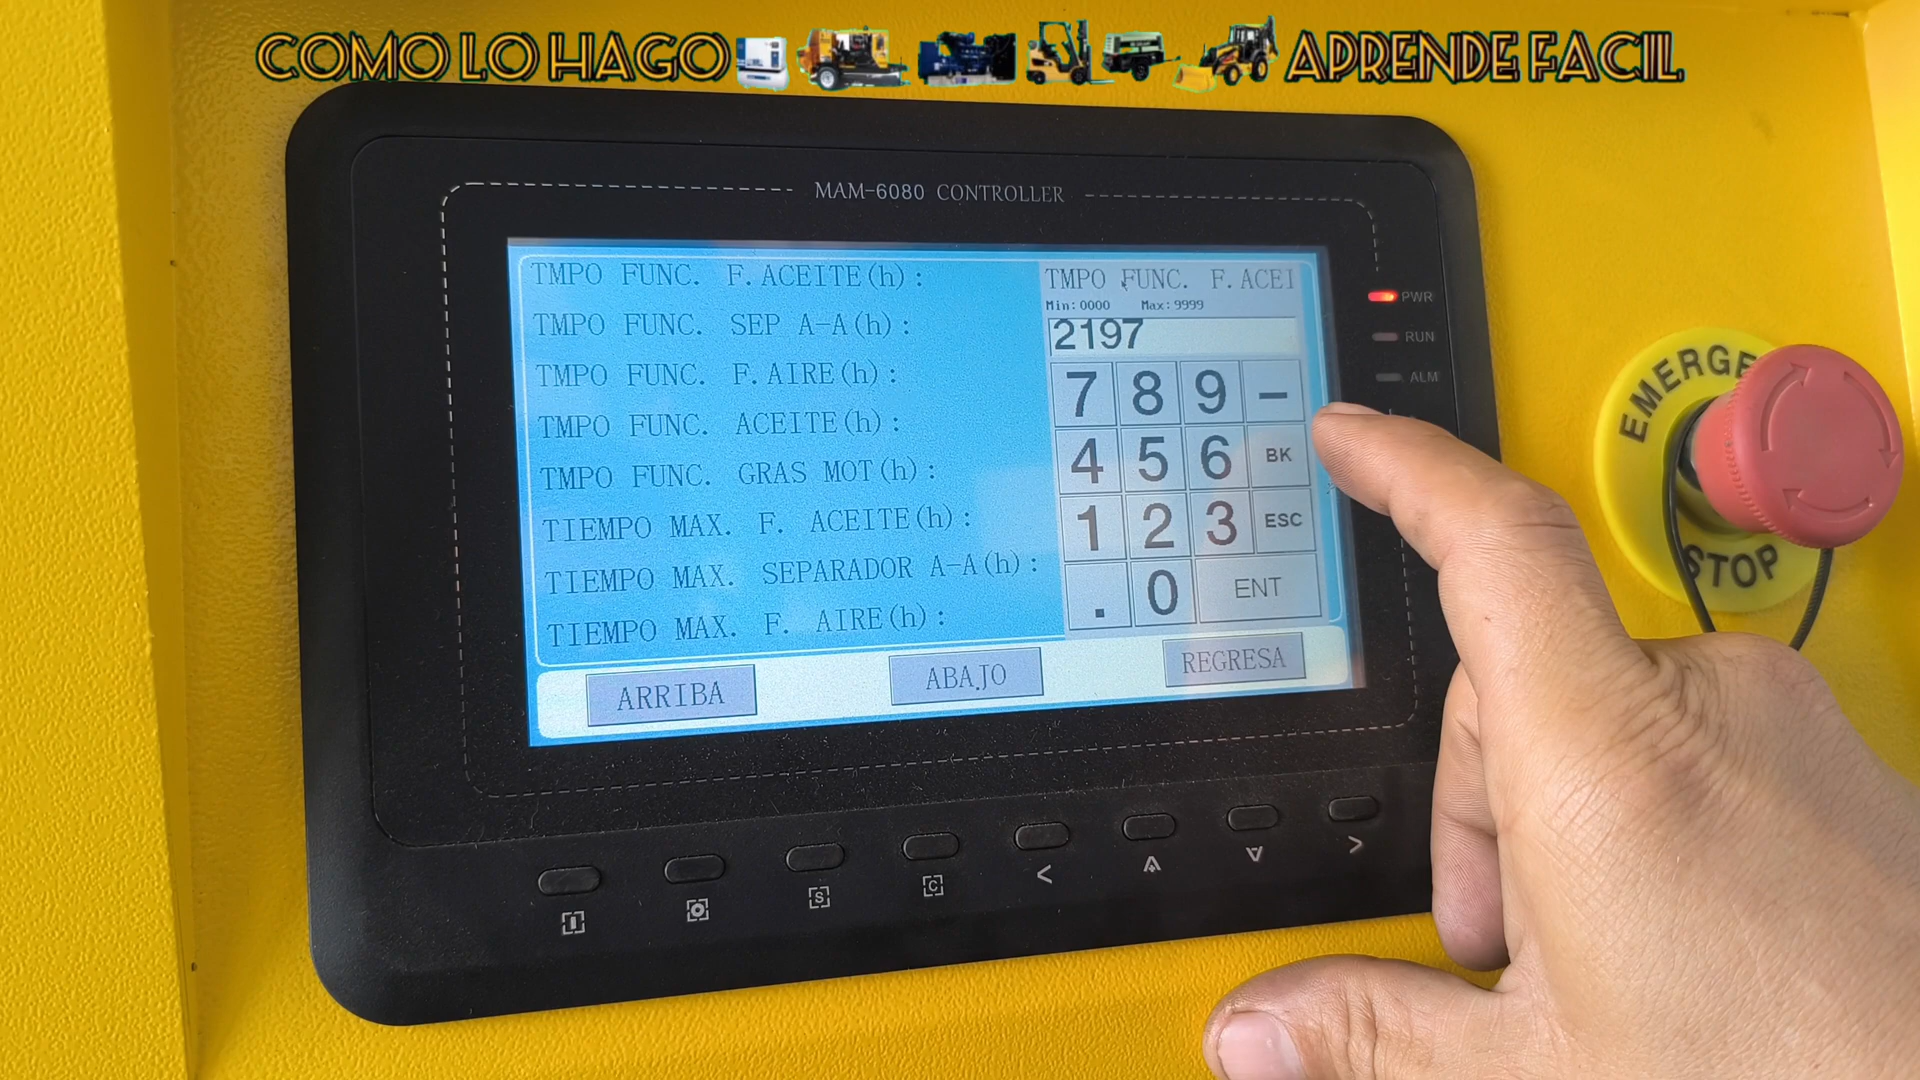 COMO LO HAGO APRENDE FACIL
MAM-6080 CONTROLLER
TMPO FUNC. F.ACEITE(h):
TMPO FUNC. SEP A-A(h):
TMPO FUNC. F.AIRE(h):
TMPO FUNC. ACEITE(h):
TMPO FUNC. GRAS MOT(h):
TIEMPO MAX. F. ACEITE(h):
TIEMPO MAX. SEPARADOR A-A(h):
TIEMPO MAX. F. AIRE(h):
TMPO FUNC. F.ACEI
Min:0000 Max:9999
2197
7 8 9 -
4 5 6 BK
1 2 3 ESC
. 0 ENT
ARRIBA ABAJO REGRESA
PWR
RUN
ALM
S C < >
EMERGE
STOP